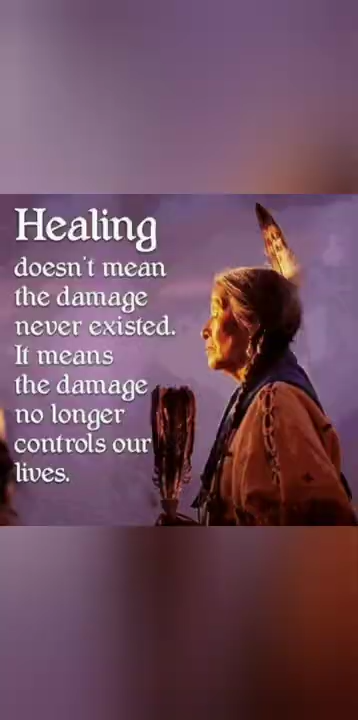 Healing
doesn't mean
the damage
never existed.
It means
the damage
no longer
controls our
lives.